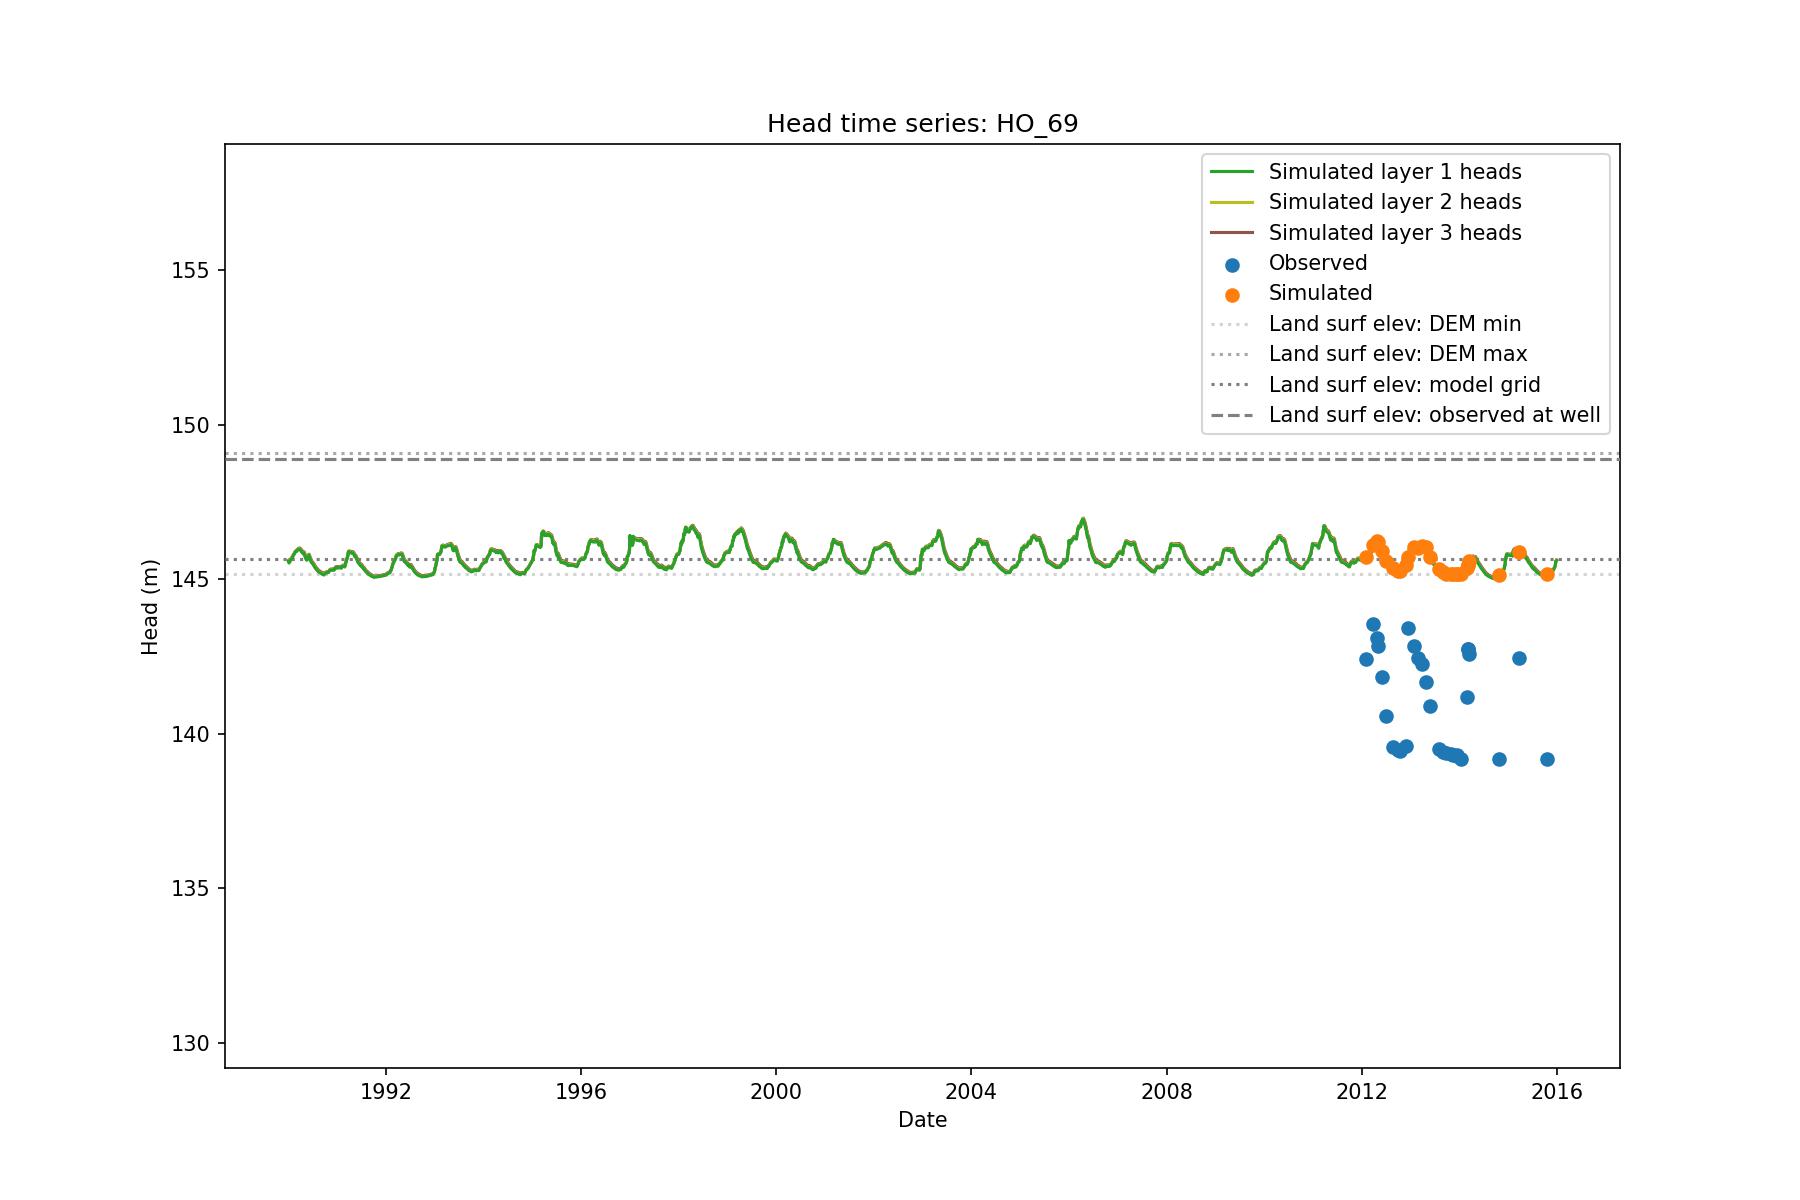 Head time series: HO_69
Simulated layer 1 heads
Simulated layer 2 heads
Simulated layer 3 heads
Observed
Simulated
Land surf elev: DEM min
Land surf elev: DEM max
Land surf elev: model grid
Land surf elev: observed at well
155
150
145
140
135
130
Head (m)
1992 1996 2000 2004 2008 2012 2016
Date